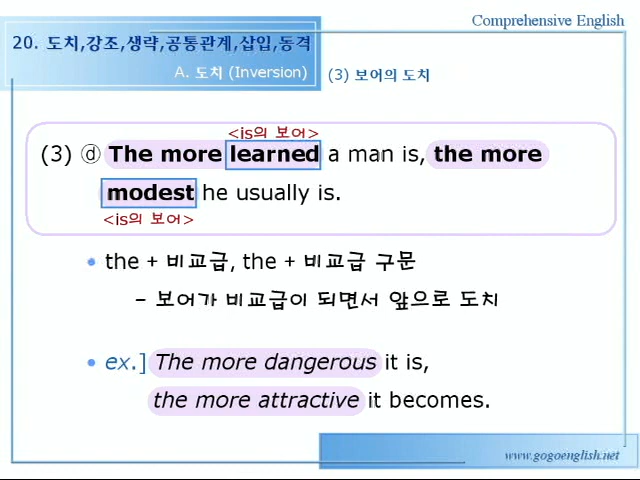 Comprehensive English
20. 도치,강조,생략,공통관계,삽입,동격
A. 도치 (Inversion)
(3) 보어의 도치
<is의 보어>
(3) ⓓ The more learned a man is, the more
modest he usually is.
<is의 보어>
• the + 비교급, the + 비교급 구문
– 보어가 비교급이 되면서 앞으로 도치
• ex.] The more dangerous it is,
the more attractive it becomes.
www.gogoenglish.net